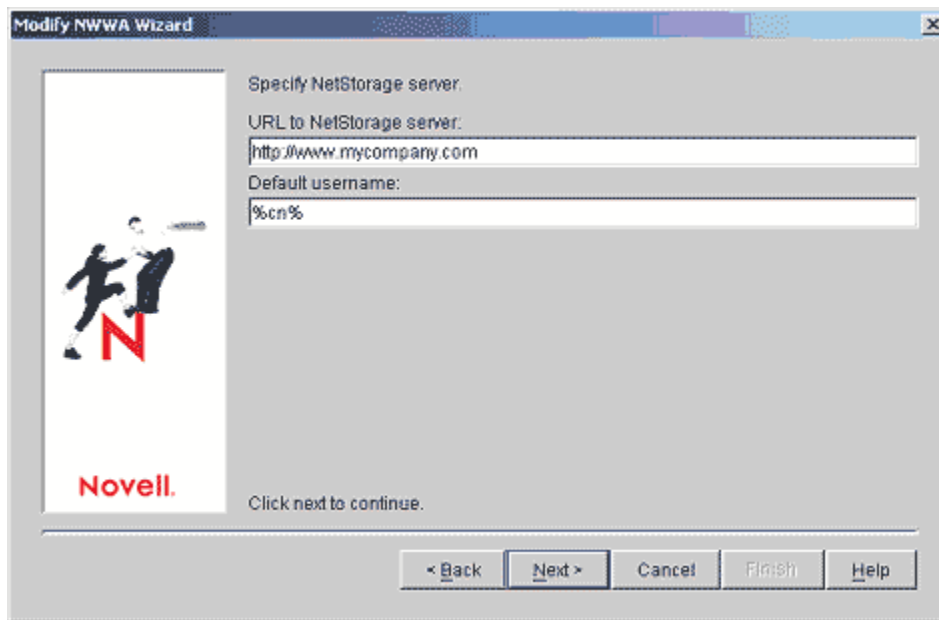 Modify NWWA Wizard
Specify NetStorage server.
URL to NetStorage server:
http://www.mycompany.com
Default username:
%cn%
N
Novell.
Click next to continue.
< Back Next > Cancel Finish Help